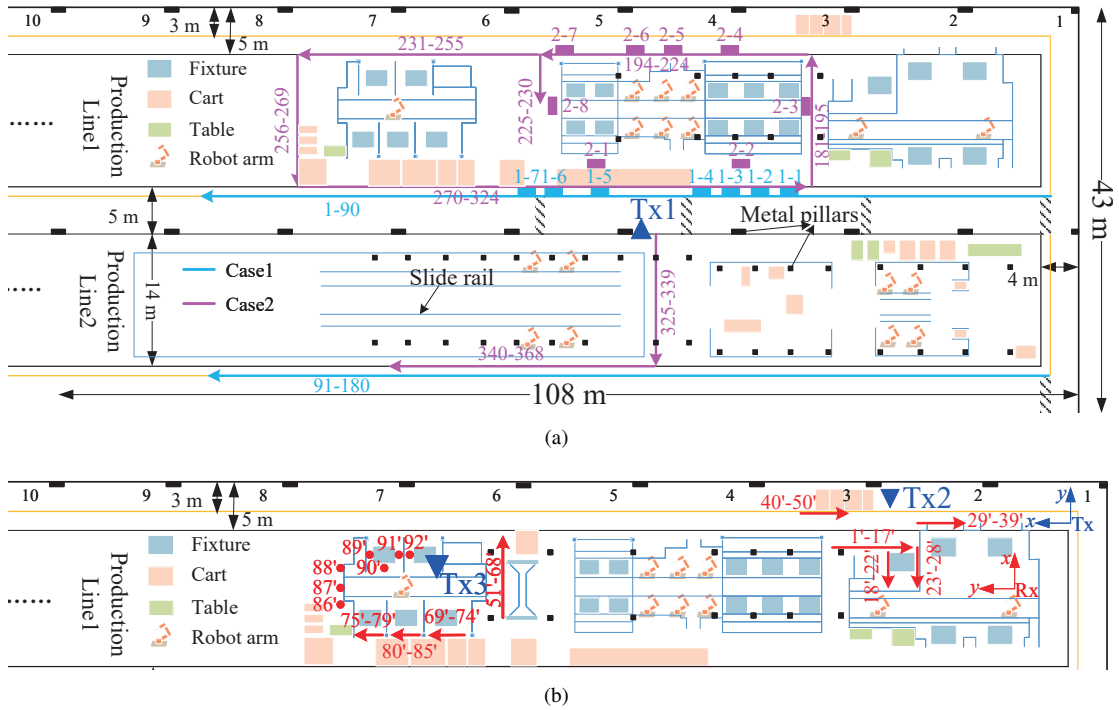 10 9 8 7 6 5 4 3 2 1
3 m
5 m
231-255
2-7 2-6 2-5 2-4
194-224
Production
Line1
Fixture
Cart
Table
Robot arm
......
256-269
225-230
2-8
2-3
181-195
2-1
2-2
1-7 1-6 1-5 1-4 1-3 1-2 1-1
270-324
1-90
5 m
Tx1
Metal pillars
43 m
Production
Line2
......
14 m
Case1
Case2
Slide rail
325-339
4 m
340-368
91-180
108 m
(a)
10 9 8 7 6 5 4 3 2 1
3 m
5 m
40'-50'
Tx2
29'-39'
y
x
Tx
Production
Line1
Fixture
Cart
Table
Robot arm
......
89' 91' 92'
88' 90'
Tx3
87'
86'
51'-68'
1'-17'
18'-22'
23'-28'
x
y
Rx
75'-79' 69'-74'
80'-85'
(b)